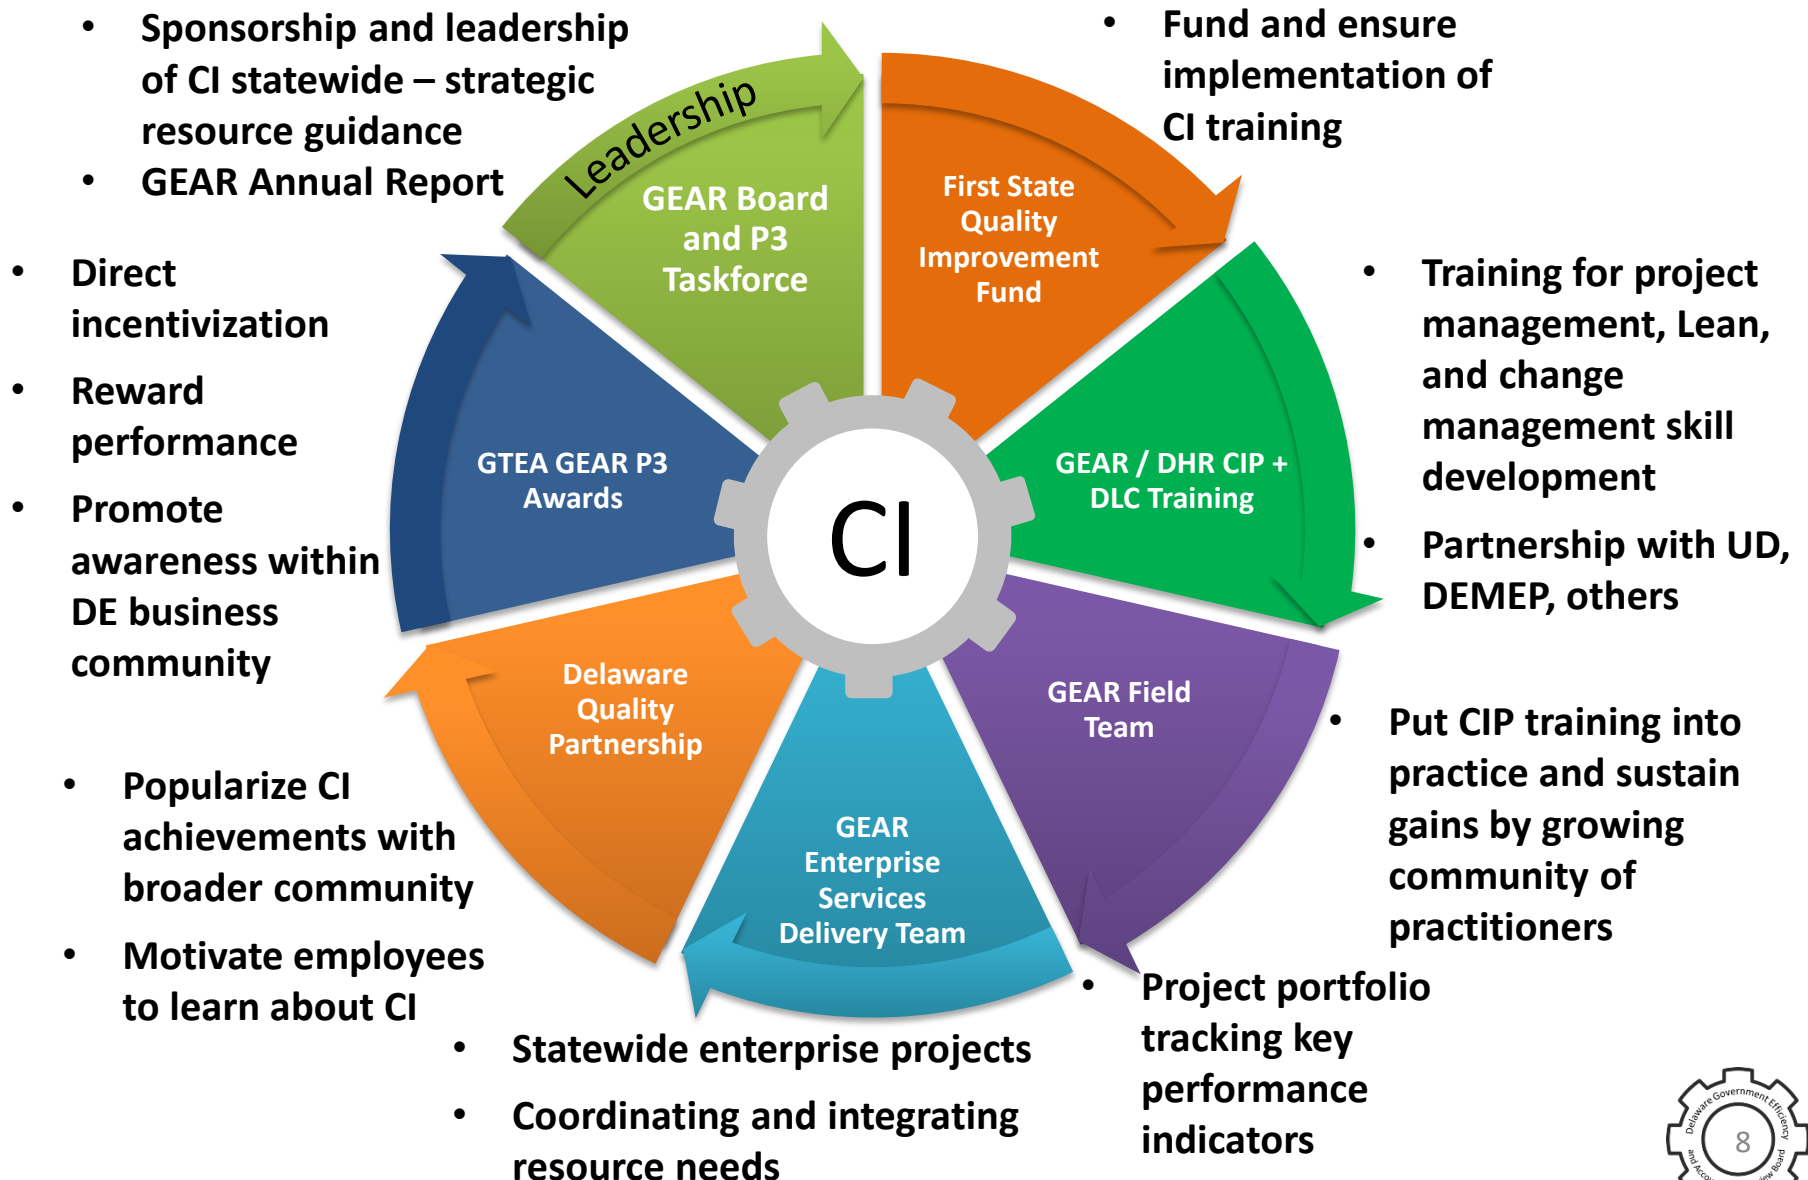 • Sponsorship and leadership
of CI statewide – strategic
resource guidance
• GEAR Annual Report
• Fund and ensure
implementation of
CI training
Leadership
GEAR Board
and P3
Taskforce
First State
Quality
Improvement
Fund
• Direct
incentivization
• Reward
performance
• Promote
awareness within
DE business
community
GTEA GEAR P3
Awards
CI
GEAR / DHR CIP +
DLC Training
• Training for project
management, Lean,
and change
management skill
development
• Partnership with UD,
DEMEP, others
Delaware
Quality
Partnership
GEAR Field
Team
GEAR
Enterprise
Services
Delivery Team
• Popularize CI
achievements with
broader community
• Motivate employees
to learn about CI
• Put CIP training into
practice and sustain
gains by growing
community of
practitioners
• Statewide enterprise projects
• Coordinating and integrating
resource needs
• Project portfolio
tracking key
performance
indicators
Delaware Government Efficiency
8
and Board